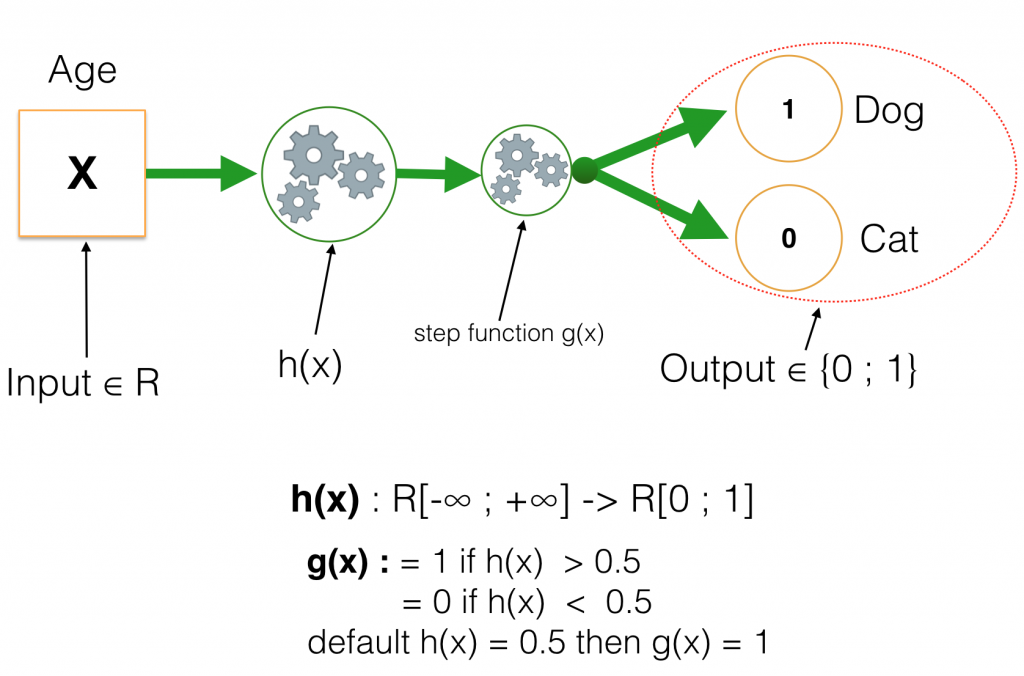 Age
X
1
Dog
0
Cat
step function g(x)
h(x)
Input ∈ R
Output ∈ {0 ; 1}
h(x) : R[-∞ ; +∞] -> R[0 ; 1]
g(x) : = 1 if h(x) > 0.5
= 0 if h(x) < 0.5
default h(x) = 0.5 then g(x) = 1